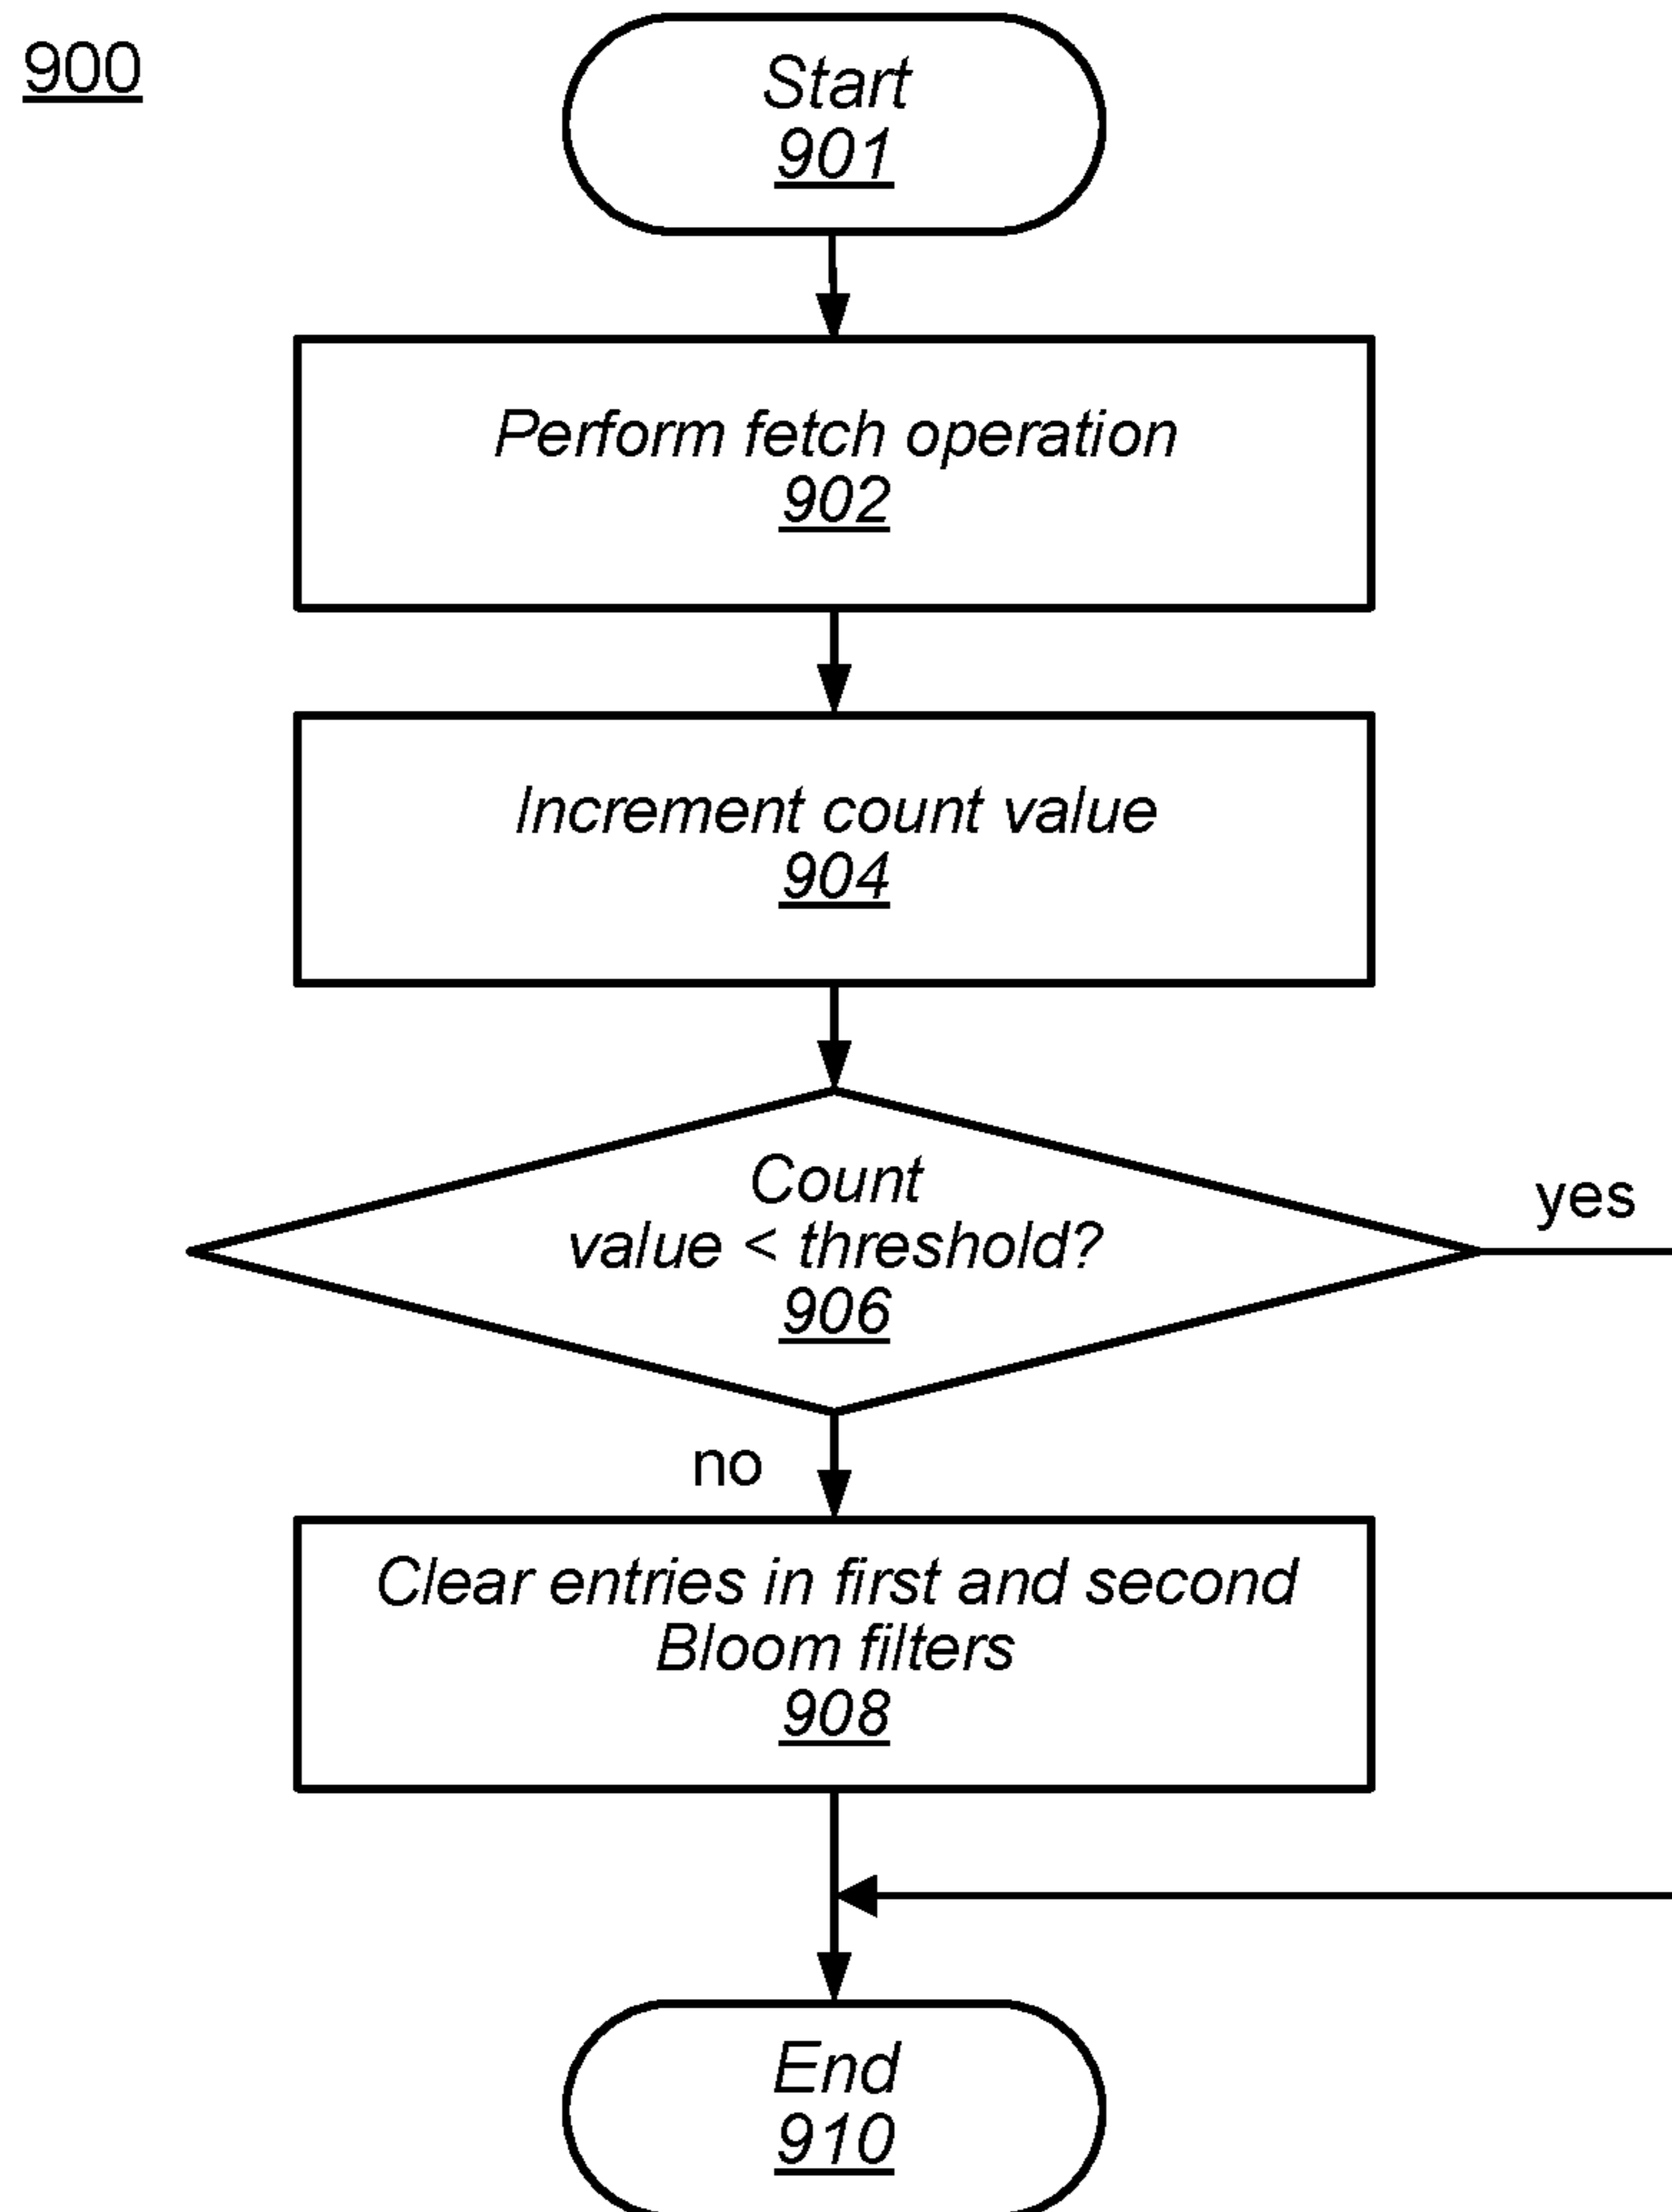 900
Start
901
Perform fetch operation
902
Increment count value
904
Count
value < threshold?
906
yes
no
Clear entries in first and second
Bloom filters
908
End
910